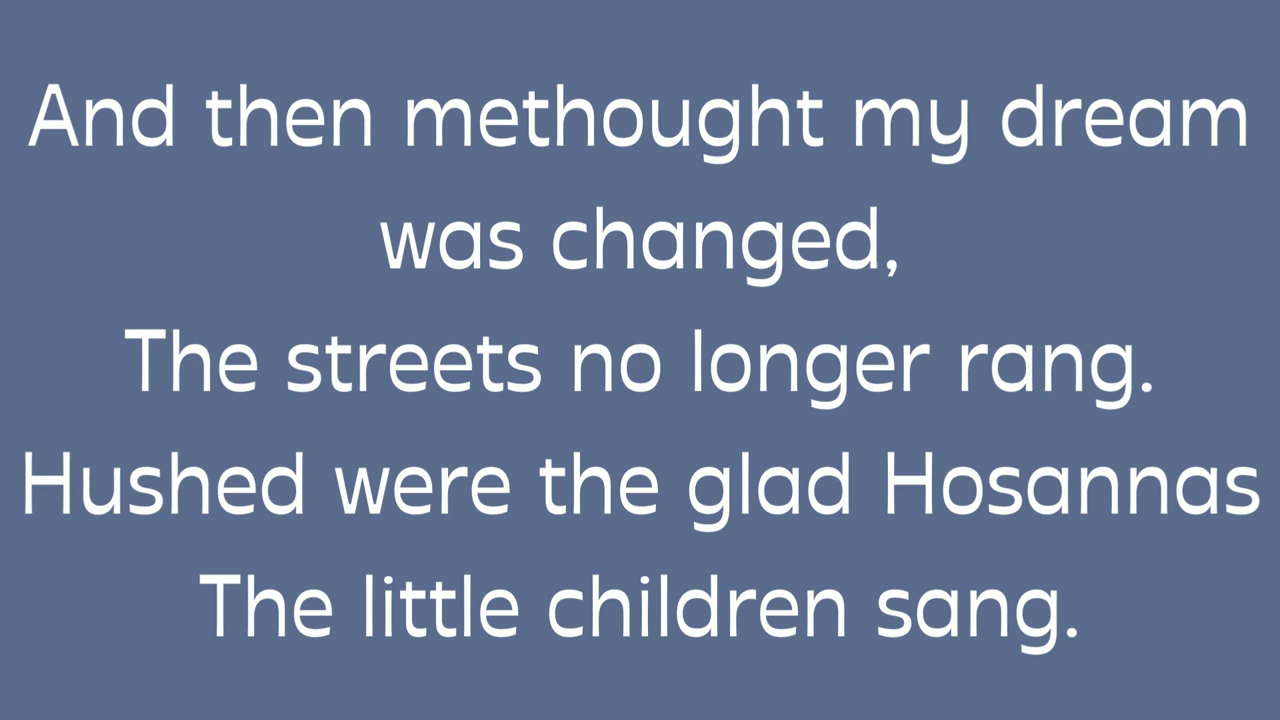 And then methought my dream
was changed,
The streets no longer rang.
Hushed were the glad Hosannas
The little children sang.